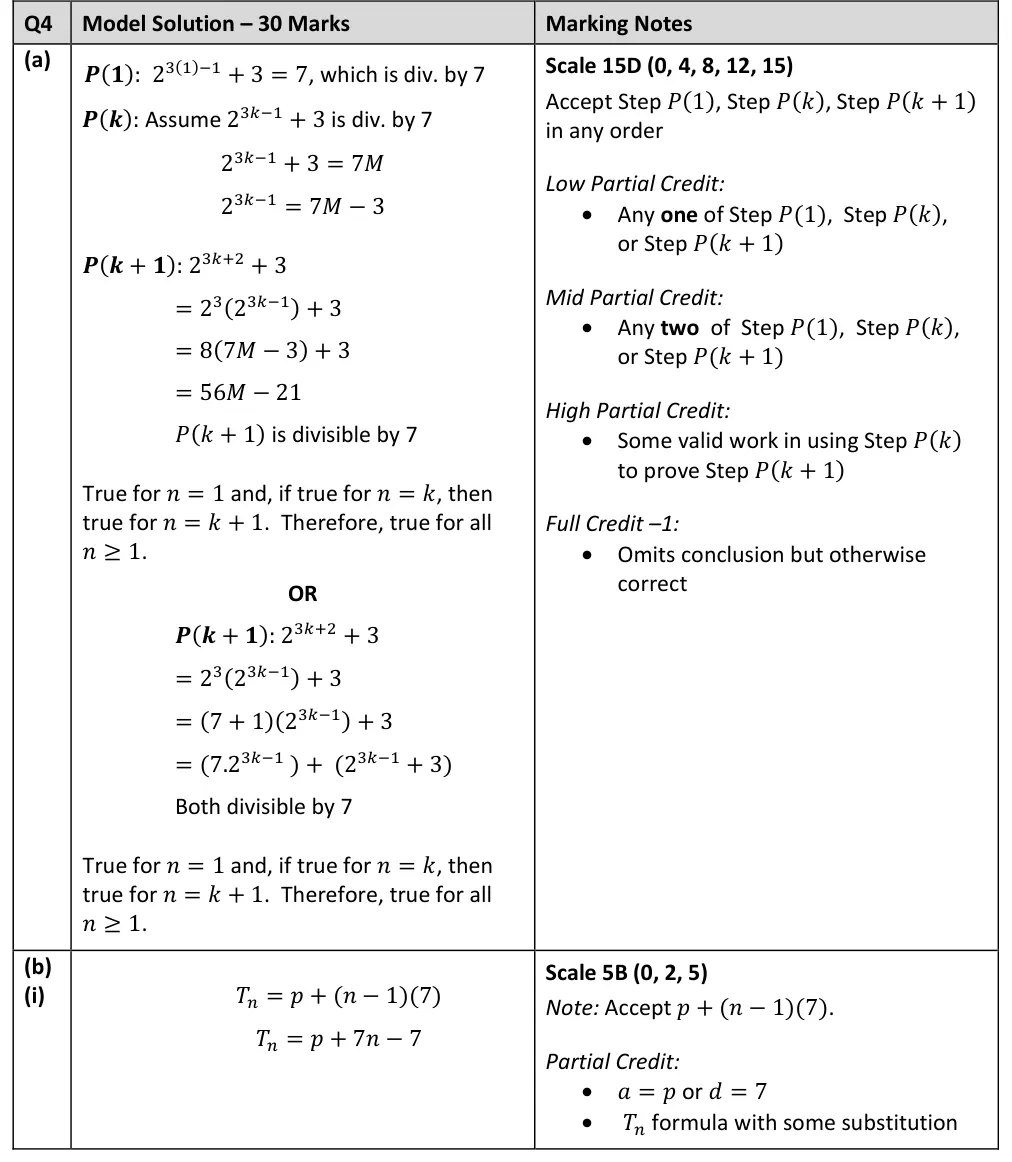 Q4 Model Solution – 30 Marks Marking Notes
(a)
P(1): 2^{3(1)−1} + 3 = 7, which is div. by 7
P(k): Assume 2^{3k−1} + 3 is div. by 7
2^{3k−1} + 3 = 7M
2^{3k−1} = 7M − 3
P(k + 1): 2^{3k+2} + 3
= 2^3(2^{3k−1}) + 3
= 8(7M − 3) + 3
= 56M − 21
P(k + 1) is divisible by 7
True for n = 1 and, if true for n = k, then
true for n = k + 1. Therefore, true for all
n ≥ 1.
OR
P(k + 1): 2^{3k+2} + 3
= 2^3(2^{3k−1}) + 3
= (7 + 1)(2^{3k−1}) + 3
= (7.2^{3k−1} ) + (2^{3k−1} + 3)
Both divisible by 7
True for n = 1 and, if true for n = k, then
true for n = k + 1. Therefore, true for all
n ≥ 1.
Scale 15D (0, 4, 8, 12, 15)
Accept Step P(1), Step P(k), Step P(k + 1)
in any order
Low Partial Credit:
• Any one of Step P(1), Step P(k),
or Step P(k + 1)
Mid Partial Credit:
• Any two of Step P(1), Step P(k),
or Step P(k + 1)
High Partial Credit:
• Some valid work in using Step P(k)
to prove Step P(k + 1)
Full Credit –1:
• Omits conclusion but otherwise
correct
(b)
(i)
T_n = p + (n − 1)(7)
T_n = p + 7n − 7
Scale 5B (0, 2, 5)
Note: Accept p + (n − 1)(7).
Partial Credit:
• a = p or d = 7
• T_n formula with some substitution